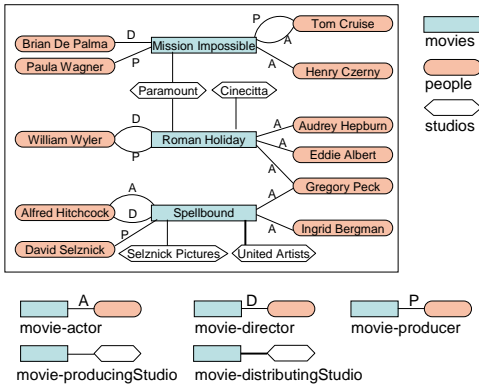 Brian De Palma
D
Mission Impossible
P
Tom Cruise
A
movies
Paula Wagner
P
A
Henry Czerny
people
Paramount
Cinecitta
studios
William Wyler
D
P
Roman Holiday
A
Audrey Hepburn
A
Eddie Albert
A
Gregory Peck
Alfred Hitchcock
A
D
Spellbound
A
David Selznick
P
A
Ingrid Bergman
Selznick Pictures
United Artists
A
movie-actor
D
movie-director
P
movie-producer
movie-producingStudio
movie-distributingStudio